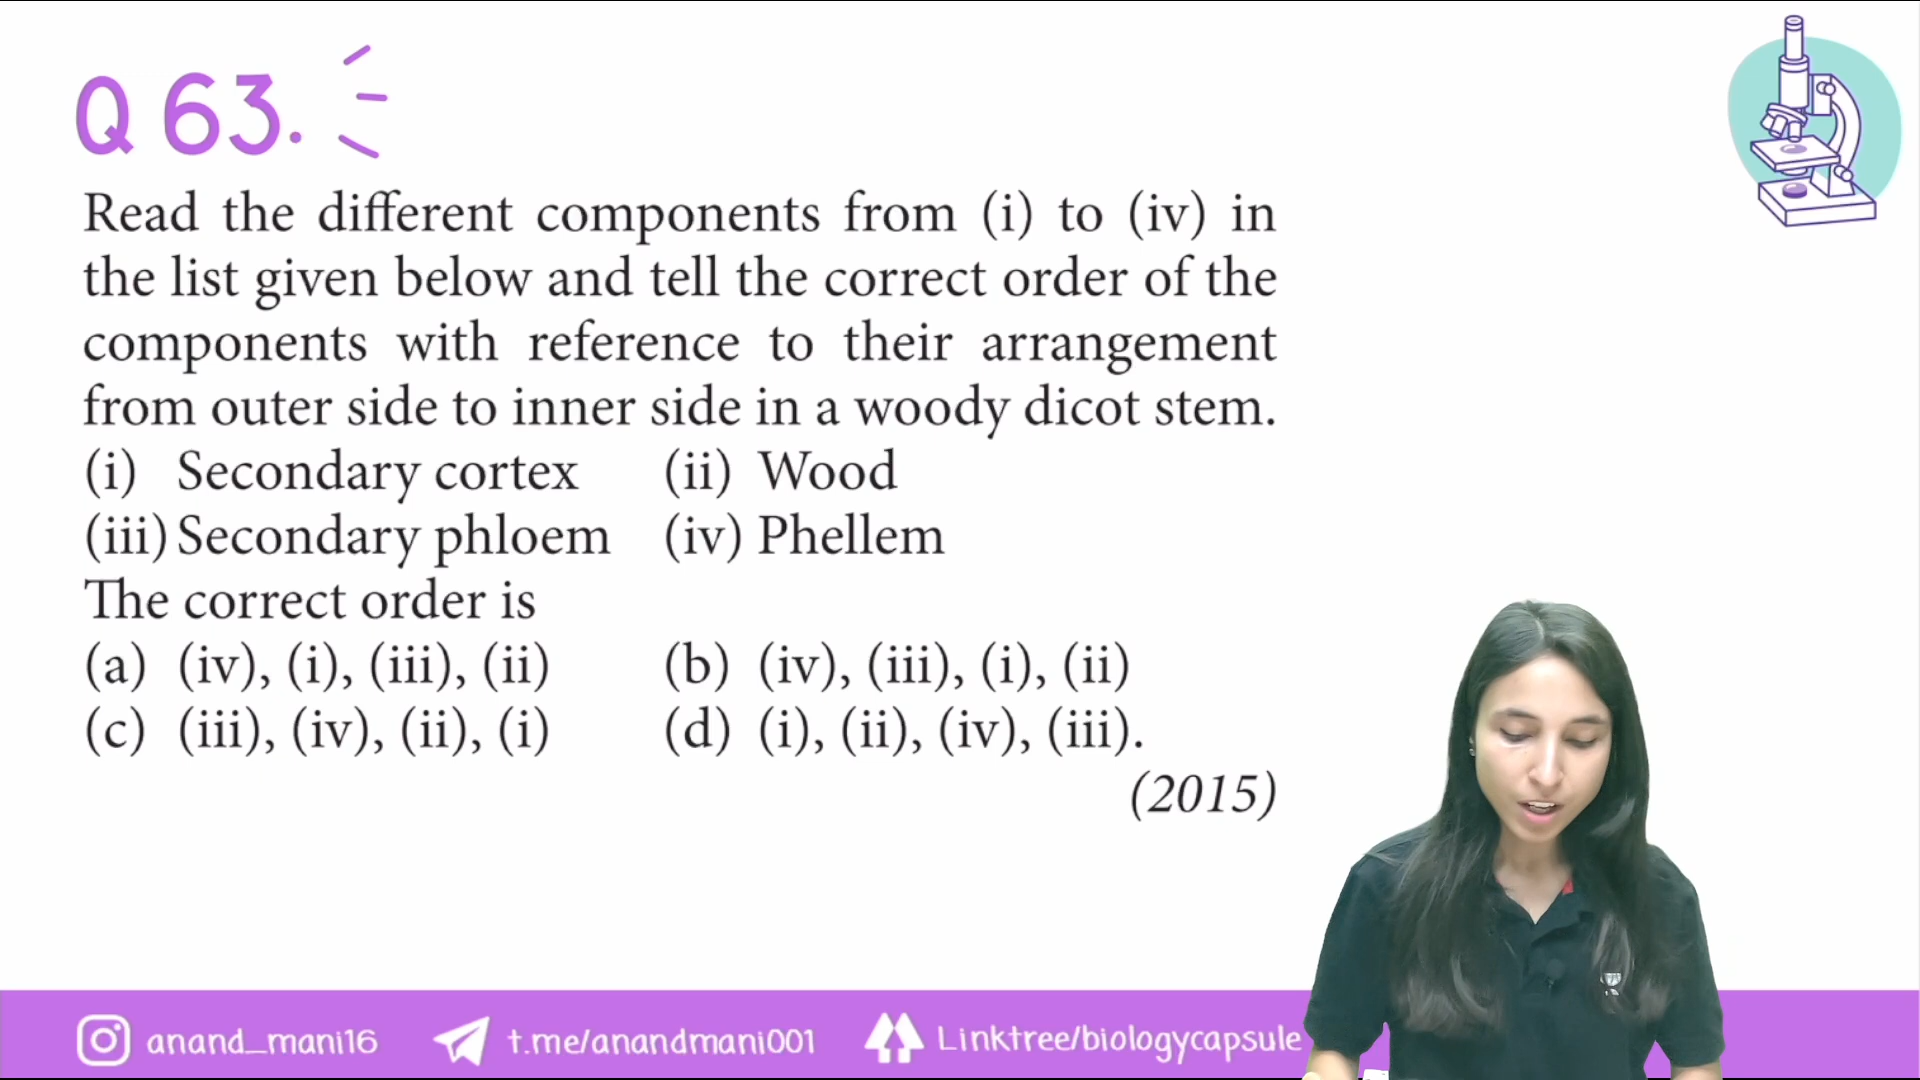 Q 63.
Read the different components from (i) to (iv) in
the list given below and tell the correct order of the
components with reference to their arrangement
from outer side to inner side in a woody dicot stem.
(i) Secondary cortex (ii) Wood
(iii) Secondary phloem (iv) Phellem
The correct order is
(a) (iv), (i), (iii), (ii) (b) (iv), (iii), (i), (ii)
(c) (iii), (iv), (ii), (i) (d) (i), (ii), (iv), (iii).
(2015)
anand_mani16 t.me/anandmani001 Linktree/biologycapsule